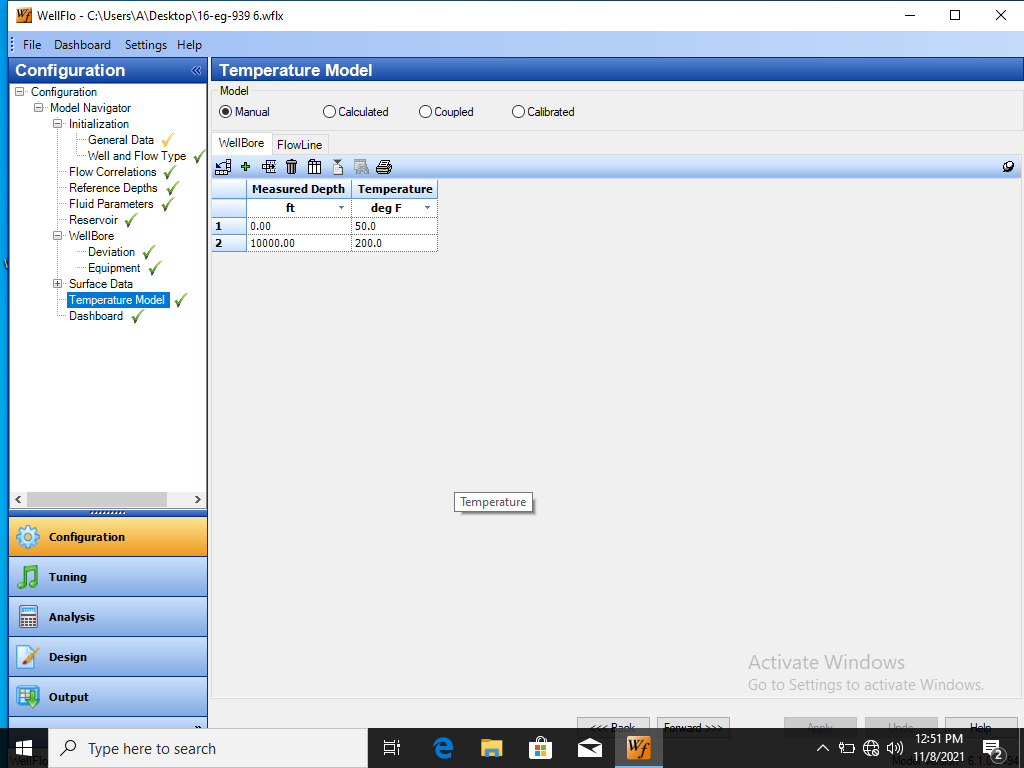 WellFlo - C:\Users\A\Desktop\16-eg-939 6.wflx
File Dashboard Settings Help
Configuration
Temperature Model
Configuration
Model Navigator
Initialization
General Data
Well and Flow Type
Flow Correlations
Reference Depths
Fluid Parameters
Reservoir
WellBore
Deviation
Equipment
Surface Data
Temperature Model
Dashboard
Model
Manual Calculated Coupled Calibrated
WellBore FlowLine
Measured Depth Temperature
ft deg F
1 0.00 50.0
2 10000.00 200.0
Temperature
Configuration
Tuning
Analysis
Design
Output
Activate Windows
Go to Settings to activate Windows.
<<< Back Forward >>> Apply Undo Help
Type here to search
Wf
12:51 PM
11/8/2021
2